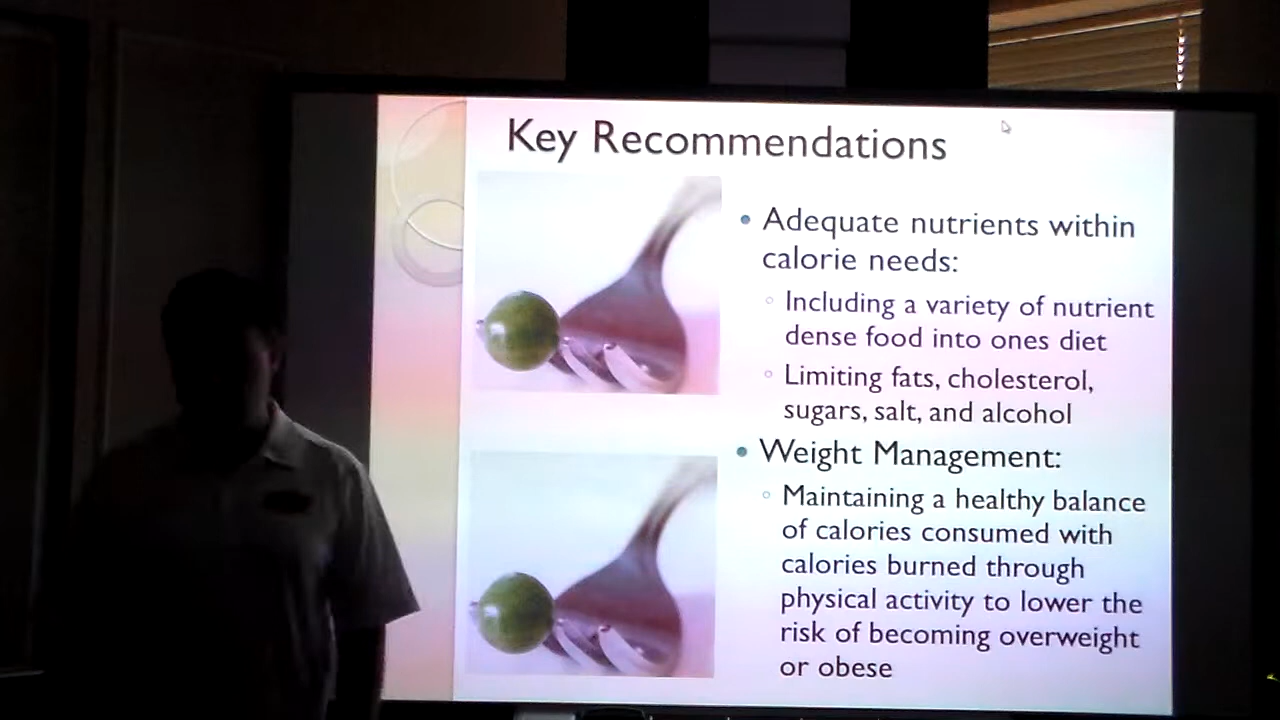 Key Recommendations
• Adequate nutrients within
calorie needs:
◦ Including a variety of nutrient
dense food into ones diet
◦ Limiting fats, cholesterol,
sugars, salt, and alcohol
• Weight Management:
◦ Maintaining a healthy balance
of calories consumed with
calories burned through
physical activity to lower the
risk of becoming overweight
or obese